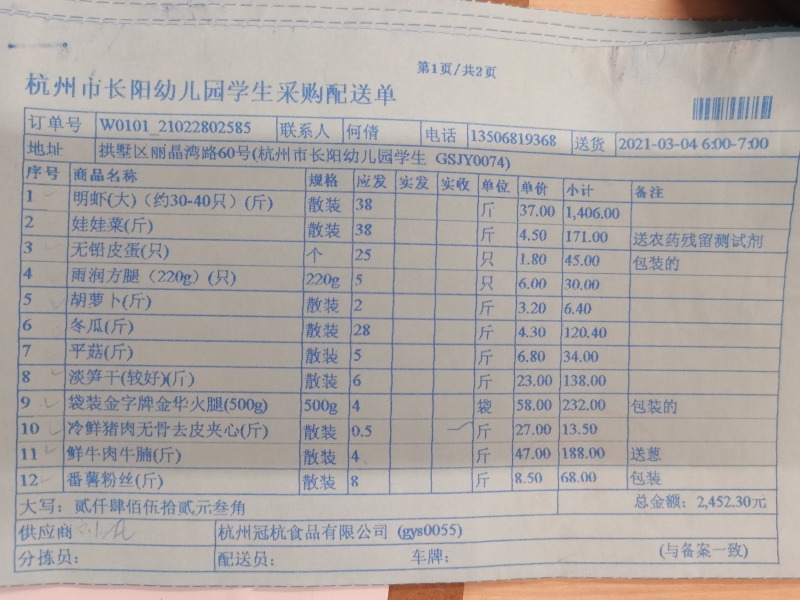 第1页/共2页
杭州市长阳幼儿园学生采购配送单
订单号 W0101_21022802585 联系人 何倩 电话 13506819368 送货 2021-03-04 6:00-7:00
地址 拱墅区丽晶湾路60号(杭州市长阳幼儿园学生 GSJY0074)
序号 商品名称 规格 应发 实发 实收 单位 单价 小计 备注
1 明虾(大)（约30-40只）(斤) 散装 38 斤 37.00 1,406.00
2 娃娃菜(斤) 散装 38 斤 4.50 171.00 送农药残留测试剂
3 无铅皮蛋(只) 个 25 只 1.80 45.00 包装的
4 雨润方腿（220g）(只) 220g 5 只 6.00 30.00
5 胡萝卜(斤) 散装 2 斤 3.20 6.40
6 冬瓜(斤) 散装 28 斤 4.30 120.40
7 平菇(斤) 散装 5 斤 6.80 34.00
8 淡笋干(较好)(斤) 散装 6 斤 23.00 138.00
9 袋装金字牌金华火腿(500g) 500g 4 袋 58.00 232.00 包装的
10 冷鲜猪肉无骨去皮夹心(斤) 散装 0.5 斤 27.00 13.50
11 鲜牛肉牛腩(斤) 散装 4 斤 47.00 188.00 送葱
12 番薯粉丝(斤) 散装 8 斤 8.50 68.00 包装
大写: 贰仟肆佰伍拾贰元叁角 总金额: 2,452.30元
供应商 杭州冠杭食品有限公司 (gys0055)
分拣员: 配送员: 车牌: (与备案一致)